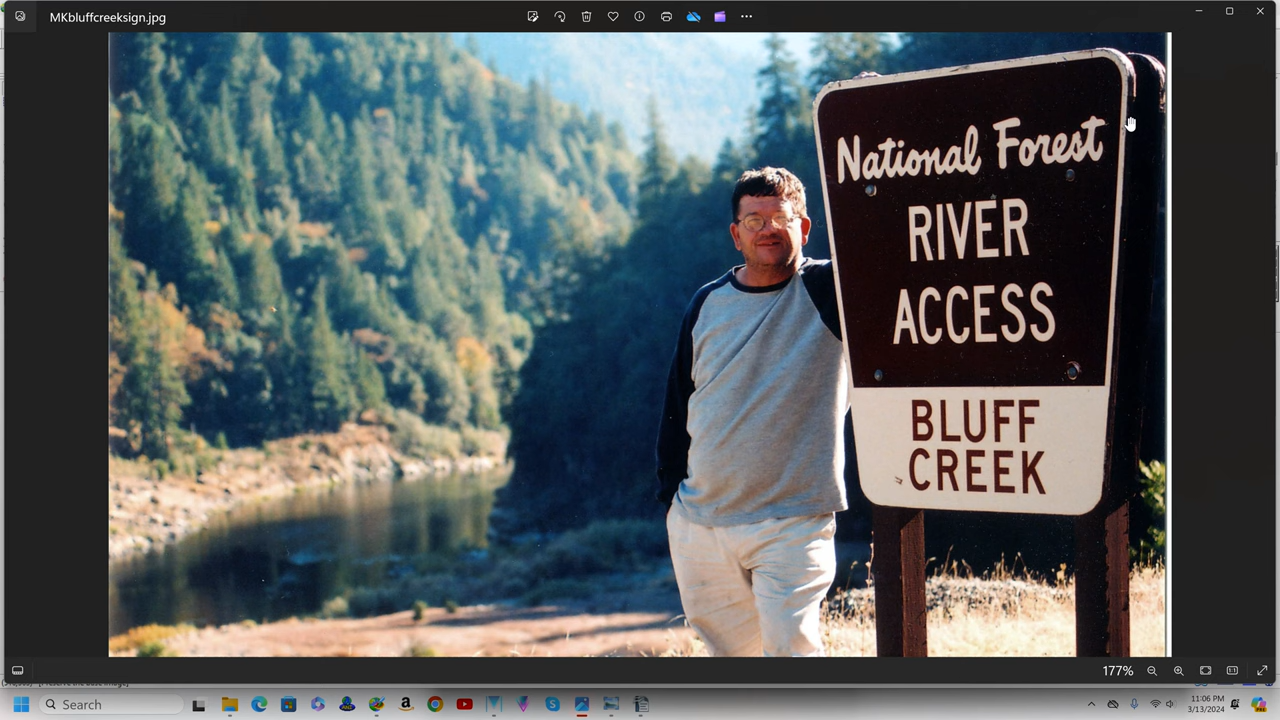 MKbluffcreeksign.jpg
National Forest
RIVER
ACCESS
BLUFF
CREEK
177%
Search
11:06 PM
3/13/2024